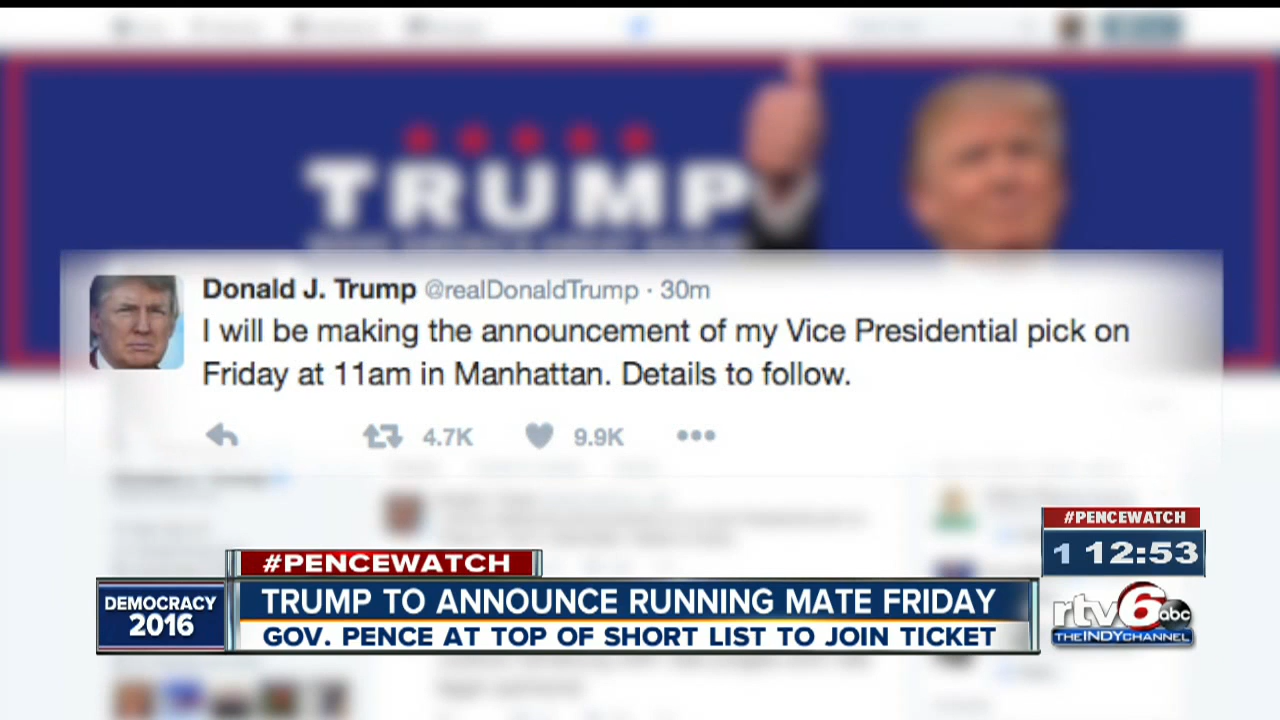 TRUMP
Donald J. Trump @realDonaldTrump · 30m
I will be making the announcement of my Vice Presidential pick on
Friday at 11am in Manhattan. Details to follow.
4.7K 9.9K
#PENCEWATCH
1 12:53
#PENCEWATCH
DEMOCRACY
2016
TRUMP TO ANNOUNCE RUNNING MATE FRIDAY
GOV. PENCE AT TOP OF SHORT LIST TO JOIN TICKET
rtv6 abc
THEINDYCHANNEL